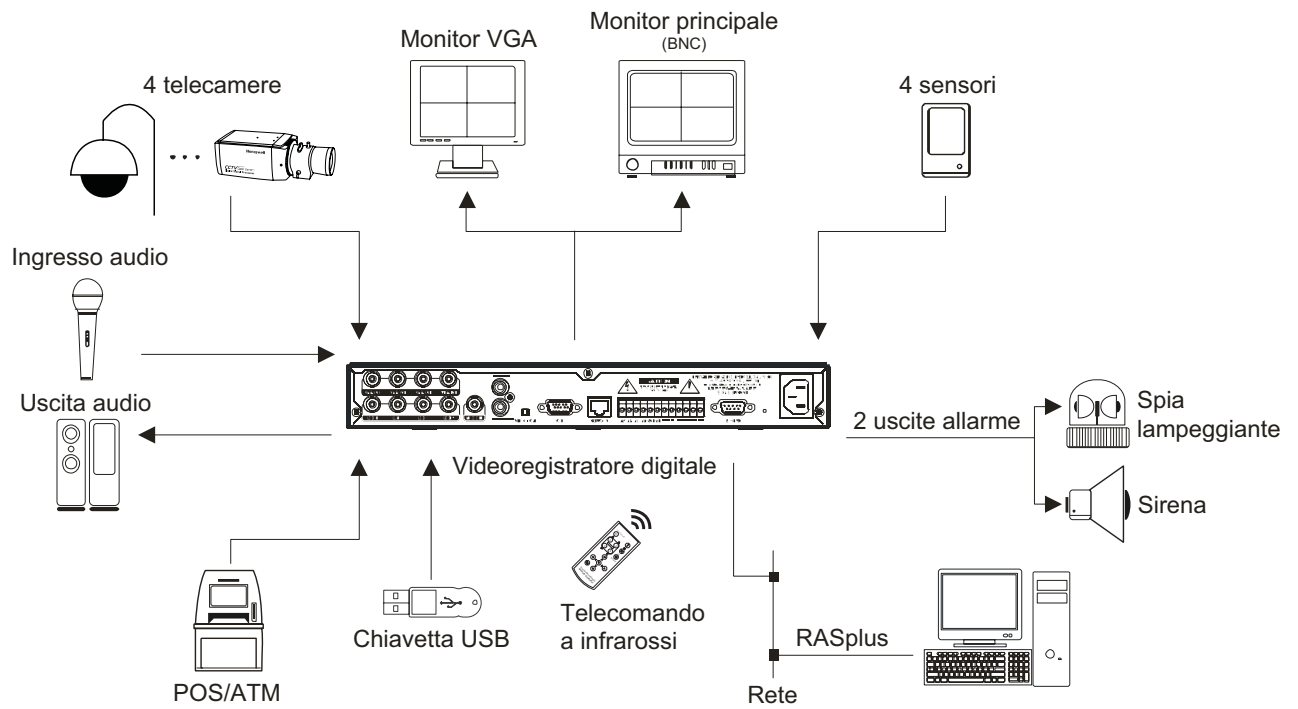 Monitor principale
(BNC)
Monitor VGA
4 telecamere
4 sensori
Honeywell
Ingresso audio
Uscita audio
2 uscite allarme
Spia
lampeggiante
Videoregistratore digitale
Sirena
Telecomando
a infrarossi
Chiavetta USB
RASplus
POS/ATM
Rete